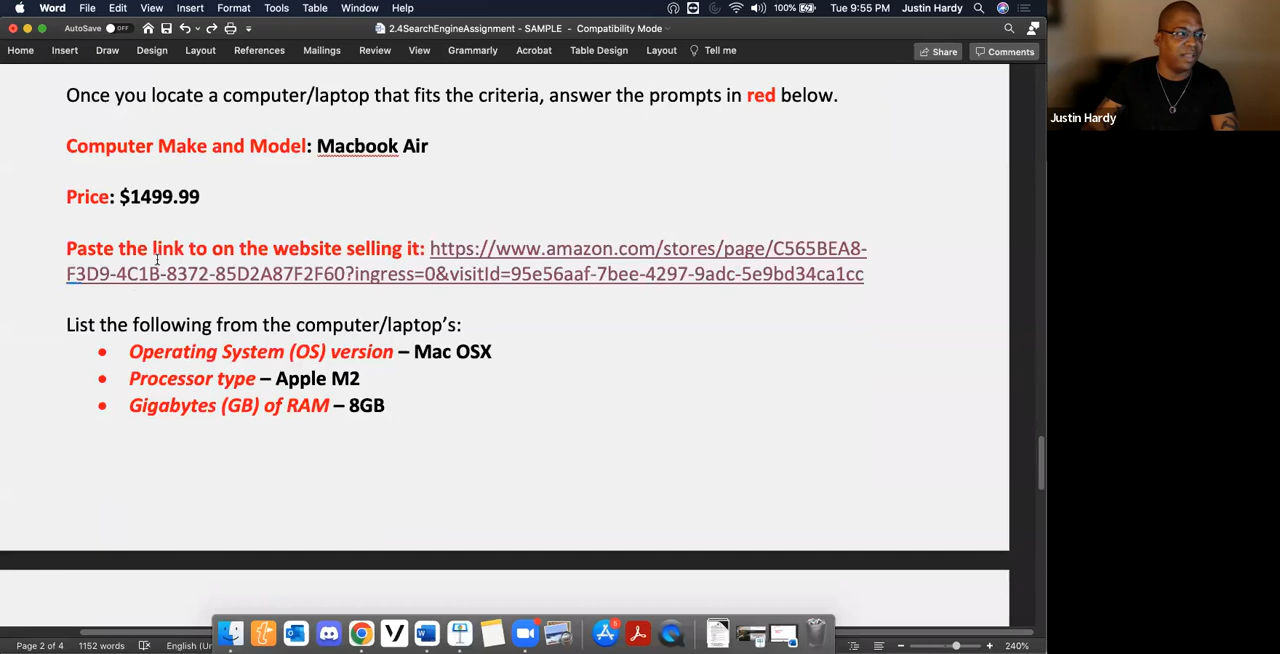 Word File Edit View Insert Format Tools Table Window Help 100% Tue 9:55 PM Justin Hardy
AutoSave OFF 2.4SearchEngineAssignment - SAMPLE - Compatibility Mode
Home Insert Draw Design Layout References Mailings Review View Grammarly Acrobat Table Design Layout Tell me Share Comments
Once you locate a computer/laptop that fits the criteria, answer the prompts in red below.
Justin Hardy
Computer Make and Model: Macbook Air
Price: $1499.99
Paste the link to on the website selling it: https://www.amazon.com/stores/page/C565BEA8-
F3D9-4C1B-8372-85D2A87F2F60?ingress=0&visitId=95e56aaf-7bee-4297-9adc-5e9bd34ca1cc
List the following from the computer/laptop's:
• Operating System (OS) version – Mac OSX
• Processor type – Apple M2
• Gigabytes (GB) of RAM – 8GB
Page 2 of 4 1152 words 240%